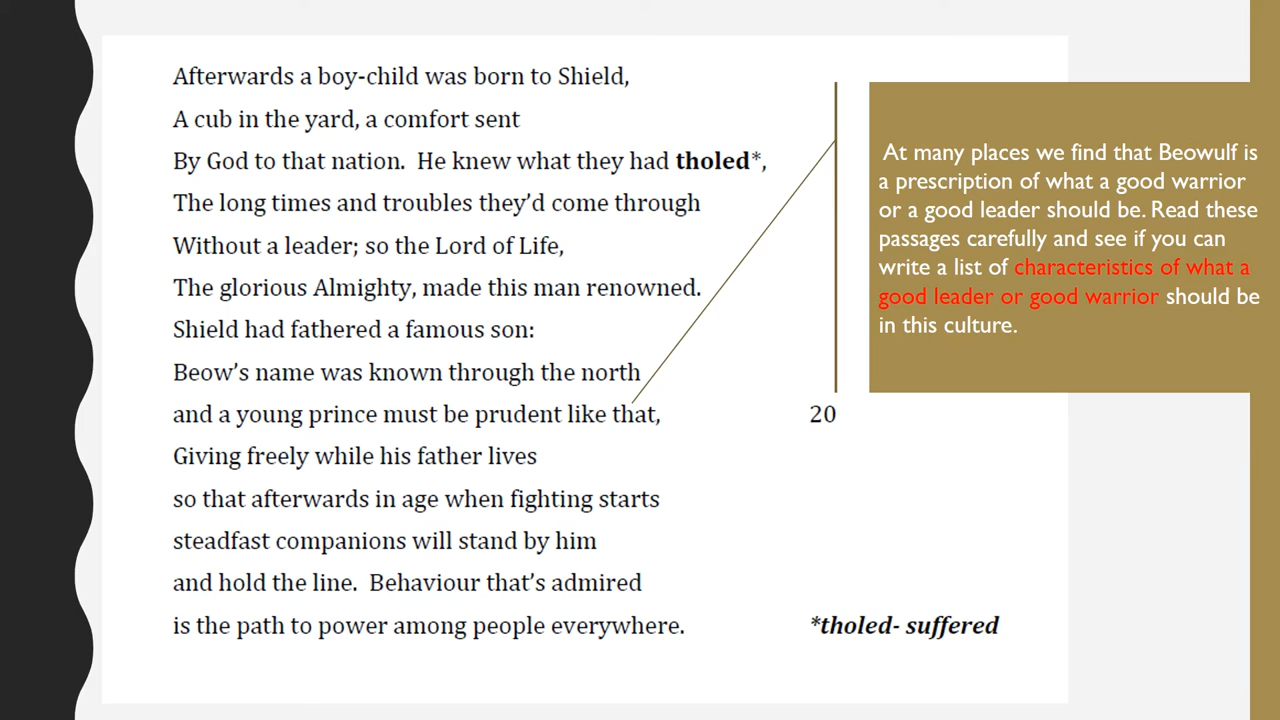 Afterwards a boy-child was born to Shield,
A cub in the yard, a comfort sent
By God to that nation. He knew what they had tholed*,
The long times and troubles they’d come through
Without a leader; so the Lord of Life,
The glorious Almighty, made this man renowned.
Shield had fathered a famous son:
Beow’s name was known through the north
and a young prince must be prudent like that, 20
Giving freely while his father lives
so that afterwards in age when fighting starts
steadfast companions will stand by him
and hold the line. Behaviour that’s admired
is the path to power among people everywhere.
*tholed- suffered
At many places we find that Beowulf is
a prescription of what a good warrior
or a good leader should be. Read these
passages carefully and see if you can
write a list of characteristics of what a
good leader or good warrior should be
in this culture.